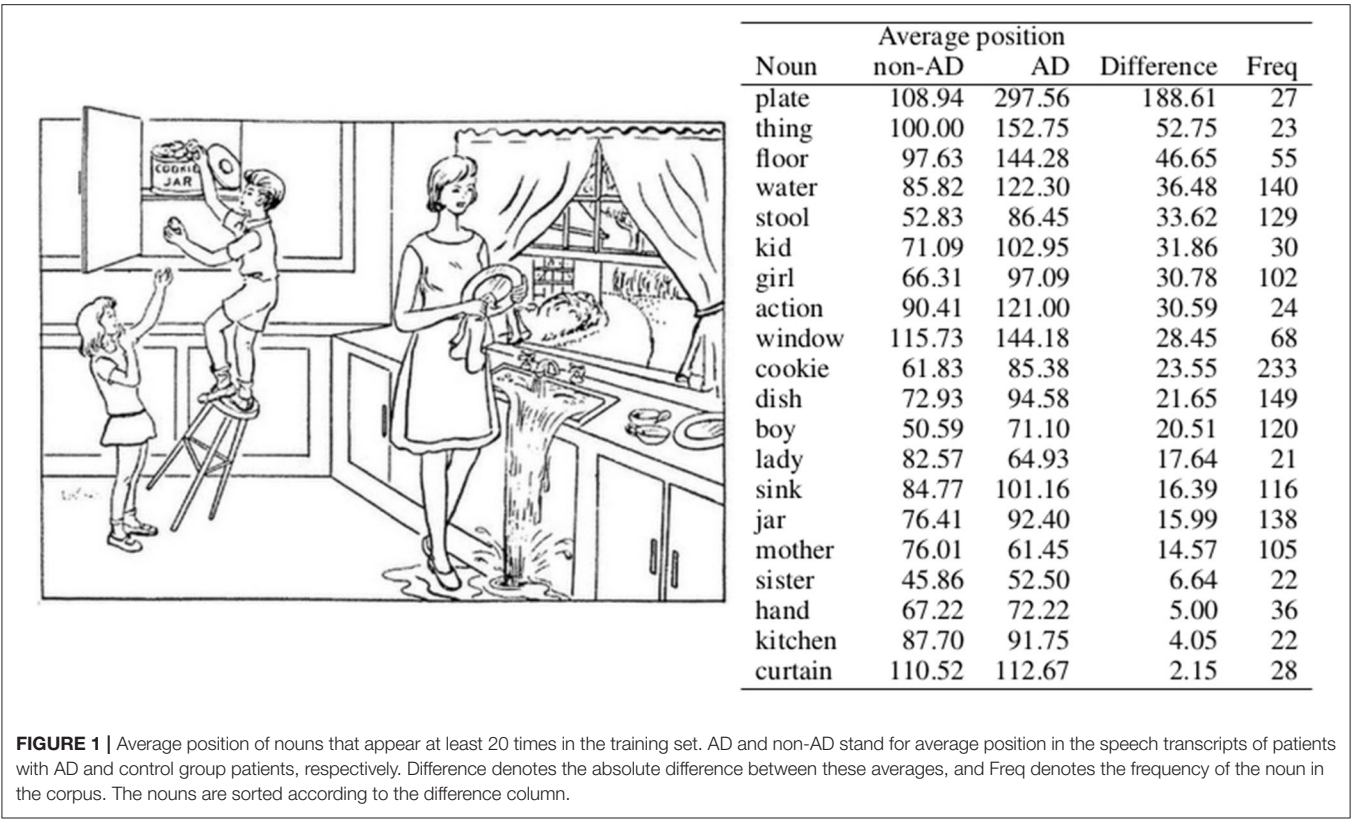 COOKIE
JAR
Average position
Noun non-AD AD Difference Freq
plate 108.94 297.56 188.61 27
thing 100.00 152.75 52.75 23
floor 97.63 144.28 46.65 55
water 85.82 122.30 36.48 140
stool 52.83 86.45 33.62 129
kid 71.09 102.95 31.86 30
girl 66.31 97.09 30.78 102
action 90.41 121.00 30.59 24
window 115.73 144.18 28.45 68
cookie 61.83 85.38 23.55 233
dish 72.93 94.58 21.65 149
boy 50.59 71.10 20.51 120
lady 82.57 64.93 17.64 21
sink 84.77 101.16 16.39 116
jar 76.41 92.40 15.99 138
mother 76.01 61.45 14.57 105
sister 45.86 52.50 6.64 22
hand 67.22 72.22 5.00 36
kitchen 87.70 91.75 4.05 22
curtain 110.52 112.67 2.15 28
FIGURE 1 | Average position of nouns that appear at least 20 times in the training set. AD and non-AD stand for average position in the speech transcripts of patients
with AD and control group patients, respectively. Difference denotes the absolute difference between these averages, and Freq denotes the frequency of the noun in
the corpus. The nouns are sorted according to the difference column.